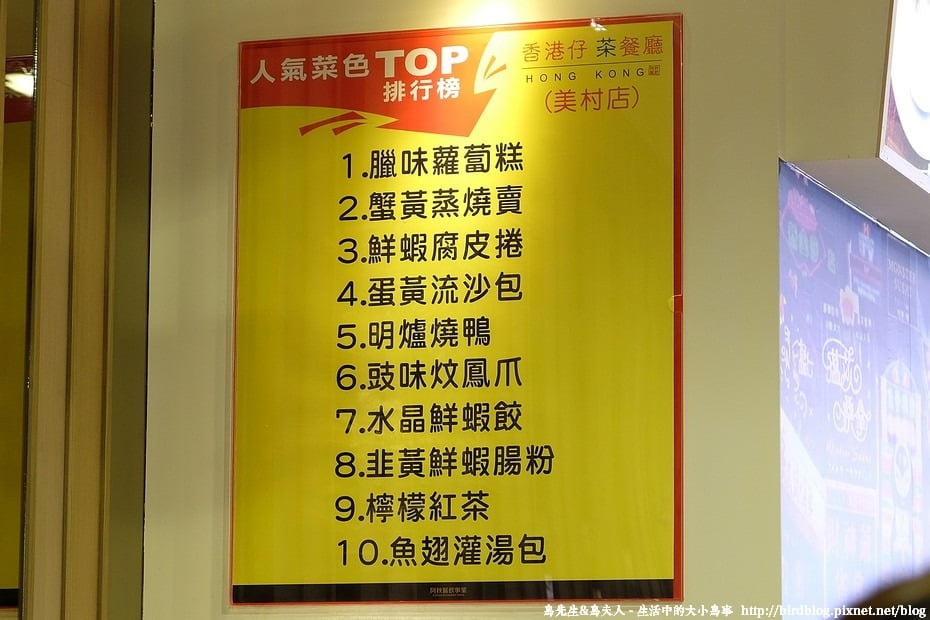 人氣菜色TOP
排行榜
香港仔 茶餐廳
HONG KONG
(美村店)
1.臘味蘿蔔糕
2.蟹黃蒸燒賣
3.鮮蝦腐皮捲
4.蛋黃流沙包
5.明爐燒鴨
6.豉味炆鳳爪
7.水晶鮮蝦餃
8.韭黃鮮蝦腸粉
9.檸檬紅茶
10.魚翅灌湯包
鳥先生&鳥夫人 - 生活中的大小鳥事 http://birdblog.pixnet.net/blog